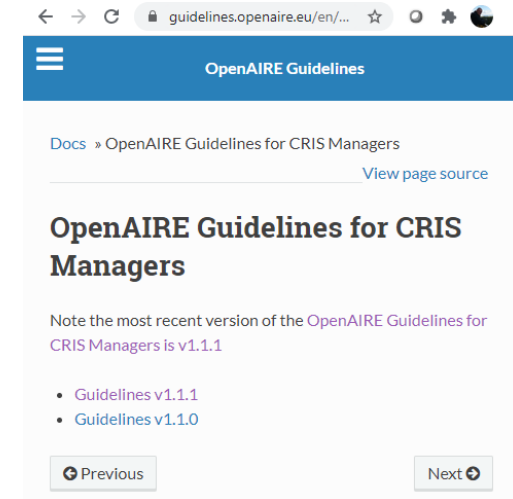 guidelines.openaire.eu/en/...
OpenAIRE Guidelines
Docs » OpenAIRE Guidelines for CRIS Managers
View page source
OpenAIRE Guidelines for CRIS
Managers
Note the most recent version of the OpenAIRE Guidelines for
CRIS Managers is v1.1.1
Guidelines v1.1.1
Guidelines v1.1.0
Previous
Next